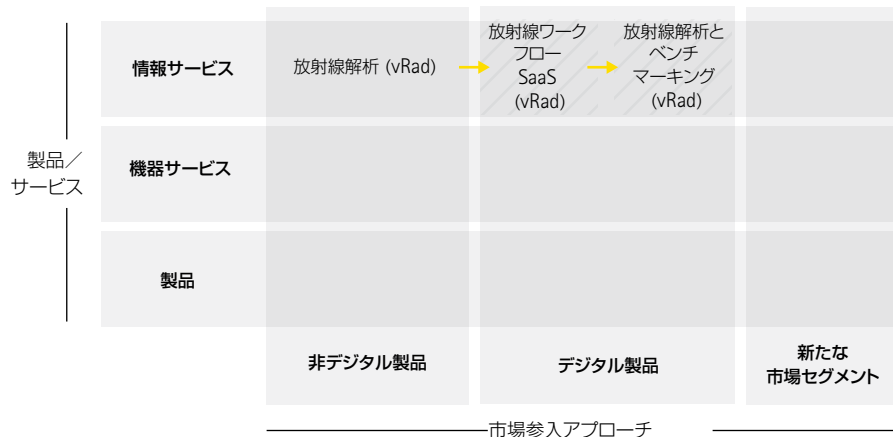 情報サービス
放射線解析 (vRad)
放射線ワーク
フロー
SaaS
(vRad)
放射線解析と
ベンチ
マーキング
(vRad)
製品／
サービス
機器サービス
製品
非デジタル製品
デジタル製品
新たな
市場セグメント
市場参入アプローチ